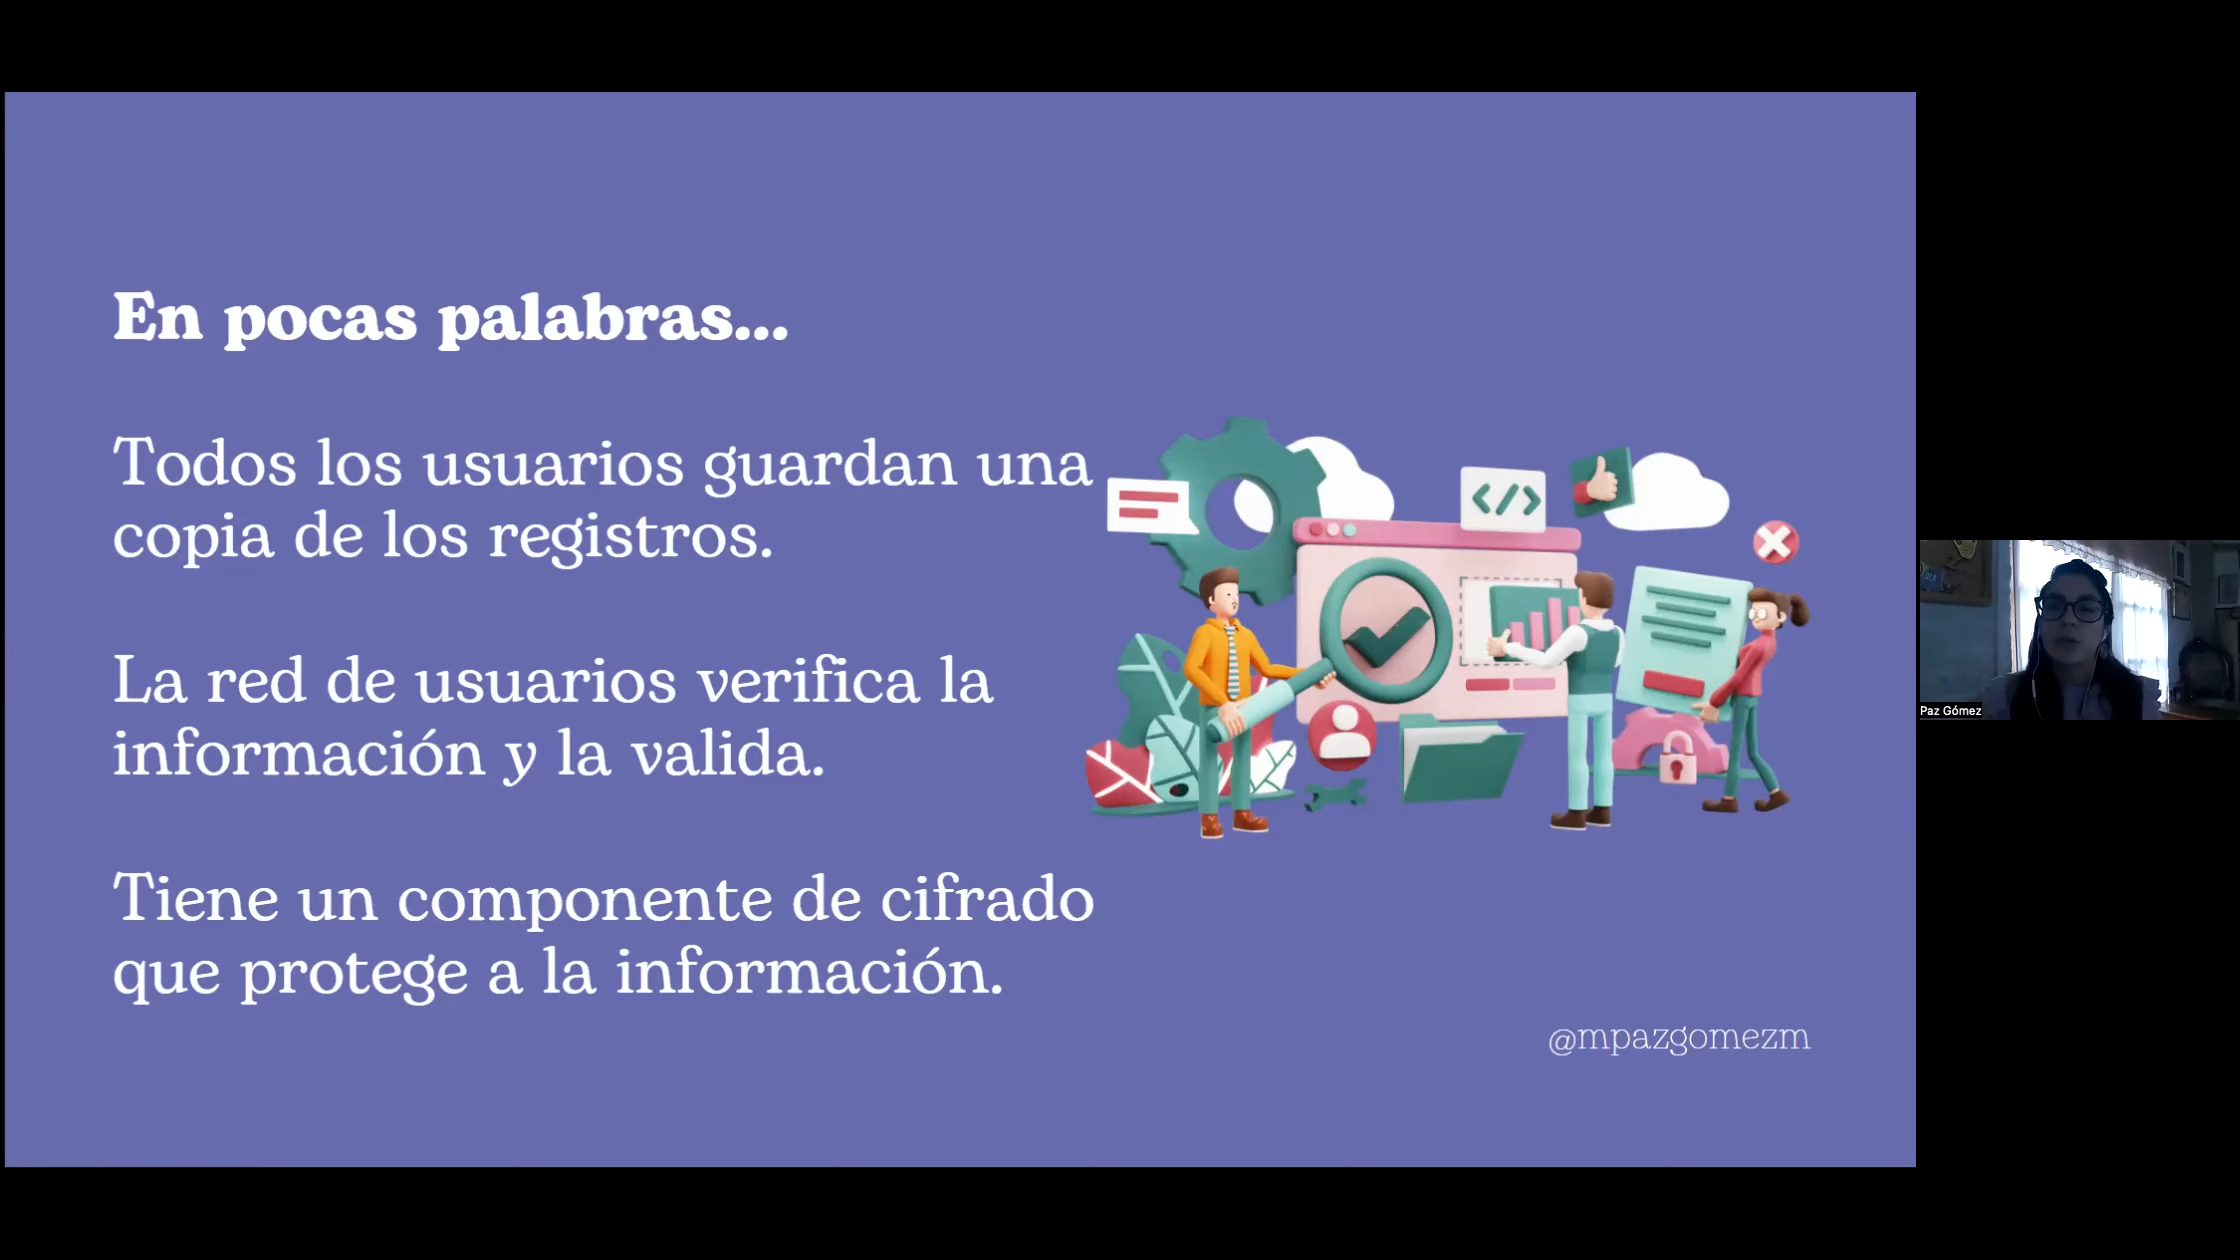 En pocas palabras...
Todos los usuarios guardan una
copia de los registros.
La red de usuarios verifica la
información y la valida.
Tiene un componente de cifrado
que protege a la información.
</>
@mpazgomezm
Paz Gómez